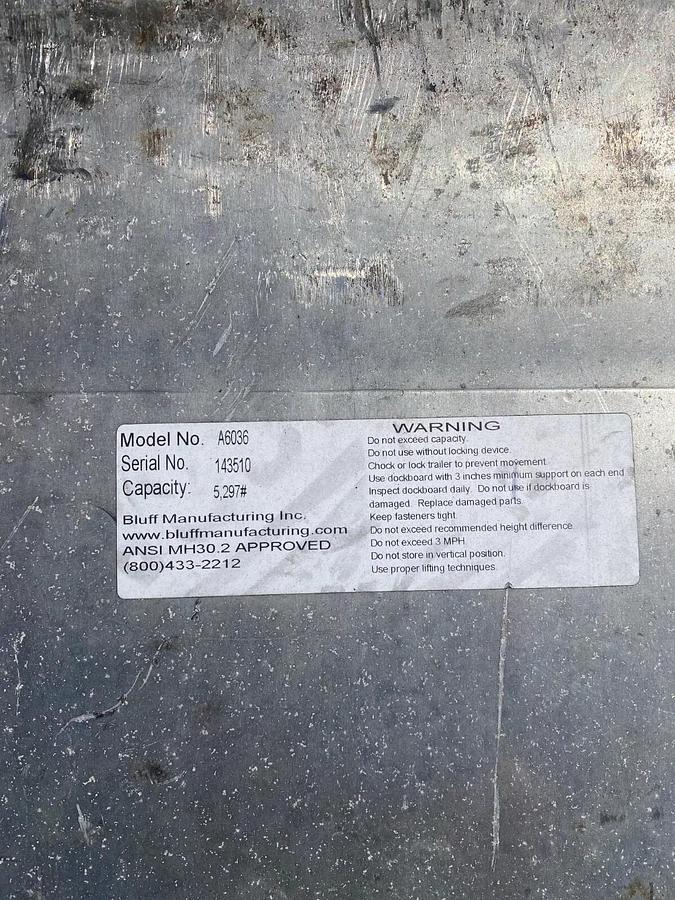 Model No. A6036
Serial No. 143510
Capacity: 5,297#
Bluff Manufacturing Inc.
www.bluffmanufacturing.com
ANSI MH30.2 APPROVED
(800)433-2212
WARNING
Do not exceed capacity.
Do not use without locking device.
Chock or lock trailer to prevent movement.
Use dockboard with 3 inches minimum support on each end
Inspect dockboard daily. Do not use if dockboard is
damaged. Replace damaged parts.
Keep fasteners tight.
Do not exceed recommended height difference.
Do not exceed 3 MPH.
Do not store in vertical position.
Use proper lifting techniques.